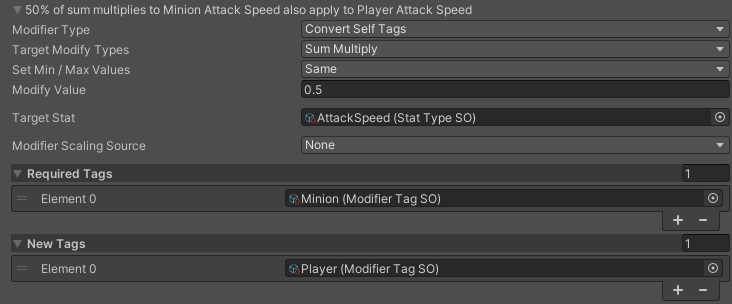 50% of sum multiplies to Minion Attack Speed also apply to Player Attack Speed
Modifier Type Convert Self Tags
Target Modify Types Sum Multiply
Set Min / Max Values Same
Modify Value 0.5
Target Stat AttackSpeed (Stat Type SO)
Modifier Scaling Source None
Required Tags 1
Element 0 Minion (Modifier Tag SO)
+ −
New Tags 1
Element 0 Player (Modifier Tag SO)
+ −